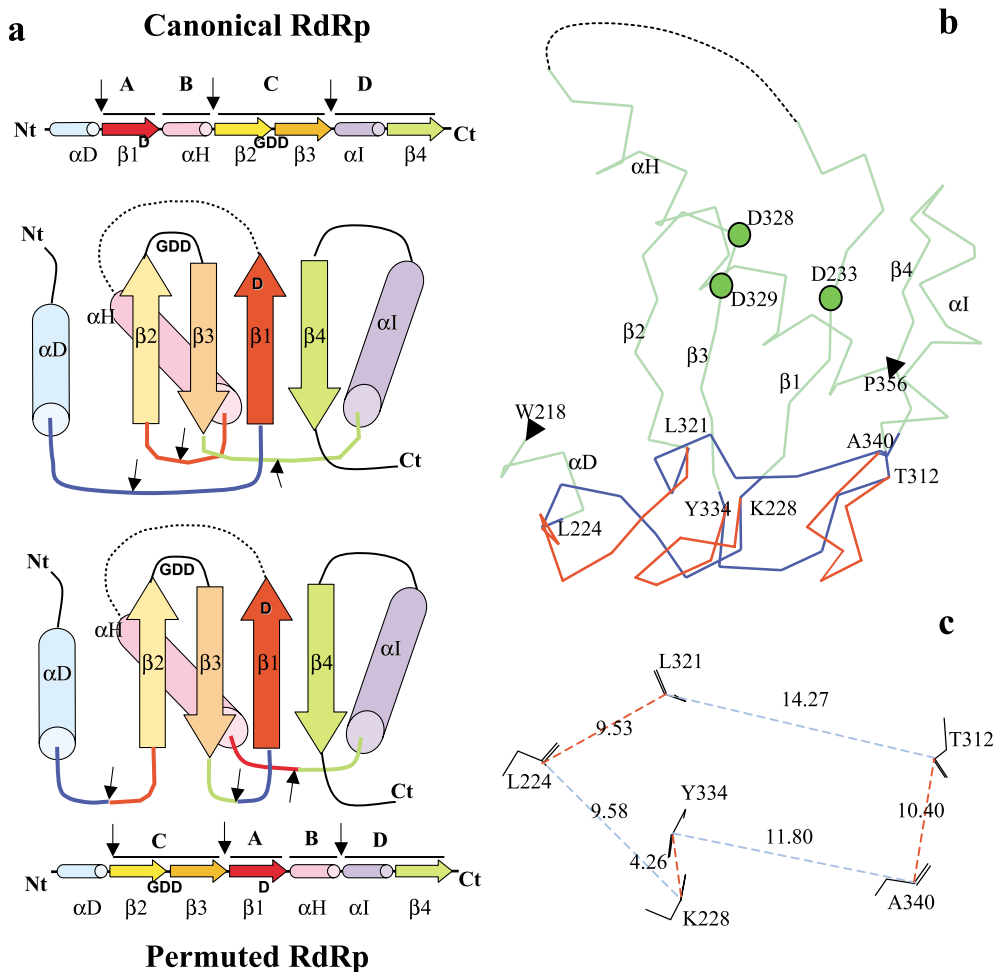 a
Canonical RdRp
A B C D
Nt Ct
D GDD
αD β1 αH β2 β3 αI β4
Nt
GDD
D
αH
αD β2 β3 β1 β4 αI
Ct
Nt
GDD
D
αH
αD β2 β3 β1 β4 αI
Ct
C A B D
Nt Ct
GDD D
αD β2 β3 β1 αH αI β4
Permuted RdRp
b
αH
D328
D233
β4
D329
αI
β2
β3
β1
P356
W218
L321
A340
αD
T312
Y334
K228
L224
c
L321
14.27
9.53
T312
L224
Y334
9.58
10.40
11.80
4.26
A340
K228